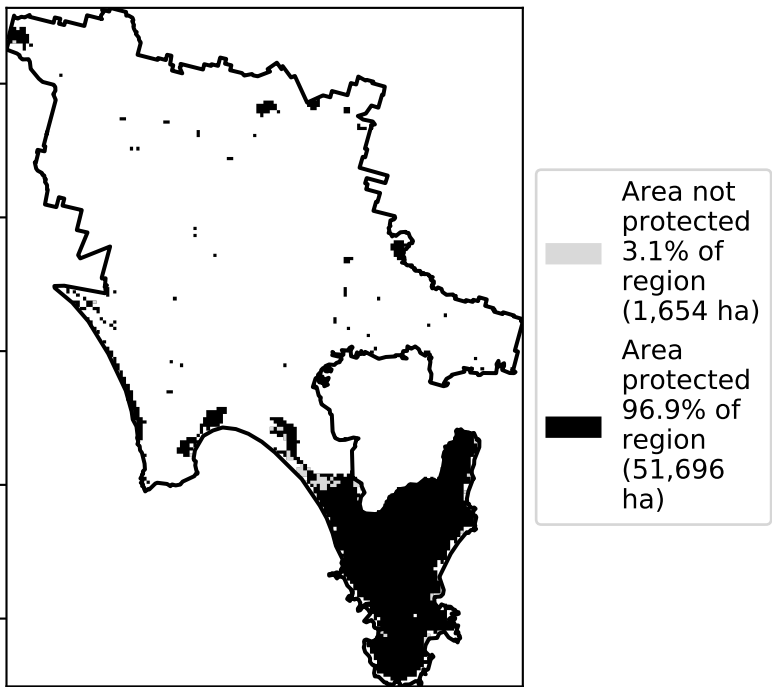 Area not
protected
3.1% of
region
(1,654 ha)
Area
protected
96.9% of
region
(51,696
ha)